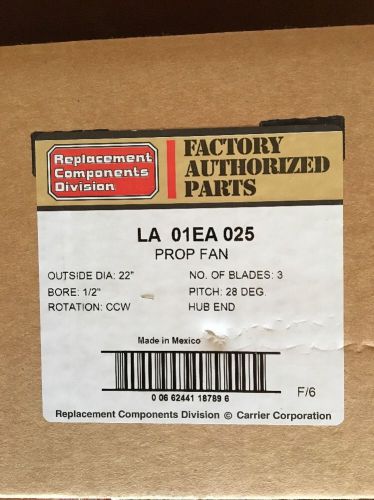 Replacement
Components
Division
FACTORY
AUTHORIZED
PARTS
LA 01EA 025
PROP FAN
OUTSIDE DIA: 22" NO. OF BLADES: 3
BORE: 1/2" PITCH: 28 DEG.
ROTATION: CCW HUB END
Made in Mexico
0 06 62441 18789 6
F/6
Replacement Components Division © Carrier Corporation